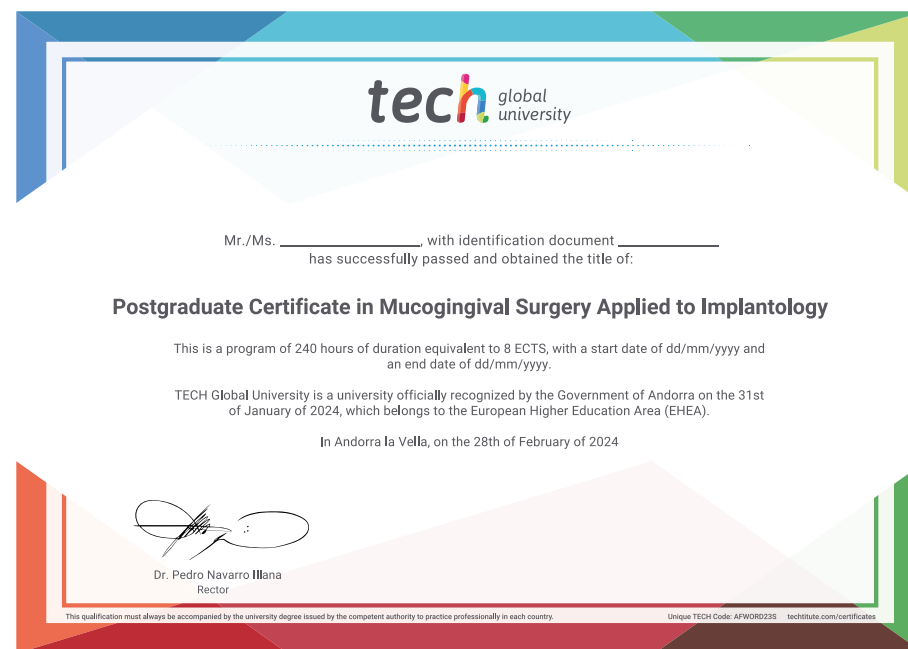 tech global university
Mr./Ms. ____________________, with identification document ______________
has successfully passed and obtained the title of:
Postgraduate Certificate in Mucogingival Surgery Applied to Implantology
This is a program of 240 hours of duration equivalent to 8 ECTS, with a start date of dd/mm/yyyy and
an end date of dd/mm/yyyy.
TECH Global University is a university officially recognized by the Government of Andorra on the 31st
of January of 2024, which belongs to the European Higher Education Area (EHEA).
In Andorra la Vella, on the 28th of February of 2024
Dr. Pedro Navarro Illana
Rector
This qualification must always be accompanied by the university degree issued by the competent authority to practice professionally in each country.
Unique TECH Code: AFWORD23S techtitute.com/certificates